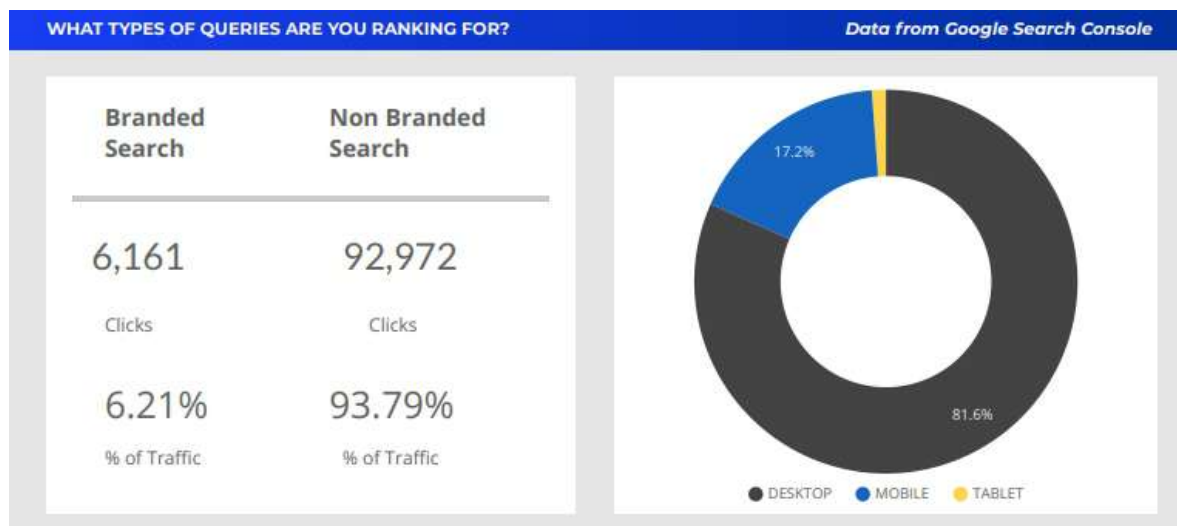 WHAT TYPES OF QUERIES ARE YOU RANKING FOR?
Data from Google Search Console
Branded
Search
Non Branded
Search
6,161
92,972
Clicks
Clicks
6.21%
93.79%
% of Traffic
% of Traffic
17.2%
81.6%
DESKTOP
MOBILE
TABLET